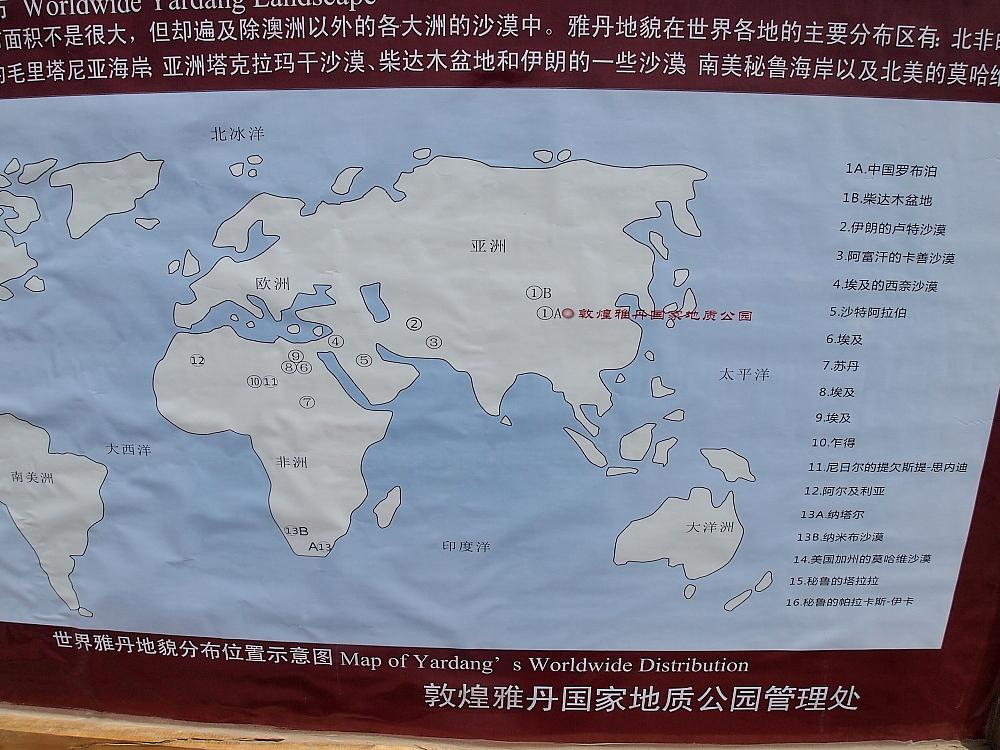 Worldwide Yardang Landscape
面积不是很大，但却遍及除澳洲以外的各大洲的沙漠中。雅丹地貌在世界各地的主要分布区有：北非的
毛里塔尼亚海岸；亚洲塔克拉玛干沙漠、柴达木盆地和伊朗的一些沙漠；南美秘鲁海岸以及北美的莫哈维
北冰洋
亚洲
欧洲
①B
①A
敦煌雅丹国家地质公园
②
③
④
⑤
⑨
⑧⑥
⑩11
12
⑦
太平洋
大西洋
非洲
南美洲
13B
A13
印度洋
大洋洲
1A.中国罗布泊
1B.柴达木盆地
2.伊朗的卢特沙漠
3.阿富汗的卡善沙漠
4.埃及的西奈沙漠
5.沙特阿拉伯
6.埃及
7.苏丹
8.埃及
9.埃及
10.乍得
11.尼日尔的提欠斯提-思内迪
12.阿尔及利亚
13A.纳塔尔
13B.纳米布沙漠
14.美国加州的莫哈维沙漠
15.秘鲁的塔拉拉
16.秘鲁的帕拉卡斯-伊卡
世界雅丹地貌分布位置示意图 Map of Yardang’s Worldwide Distribution
敦煌雅丹国家地质公园管理处